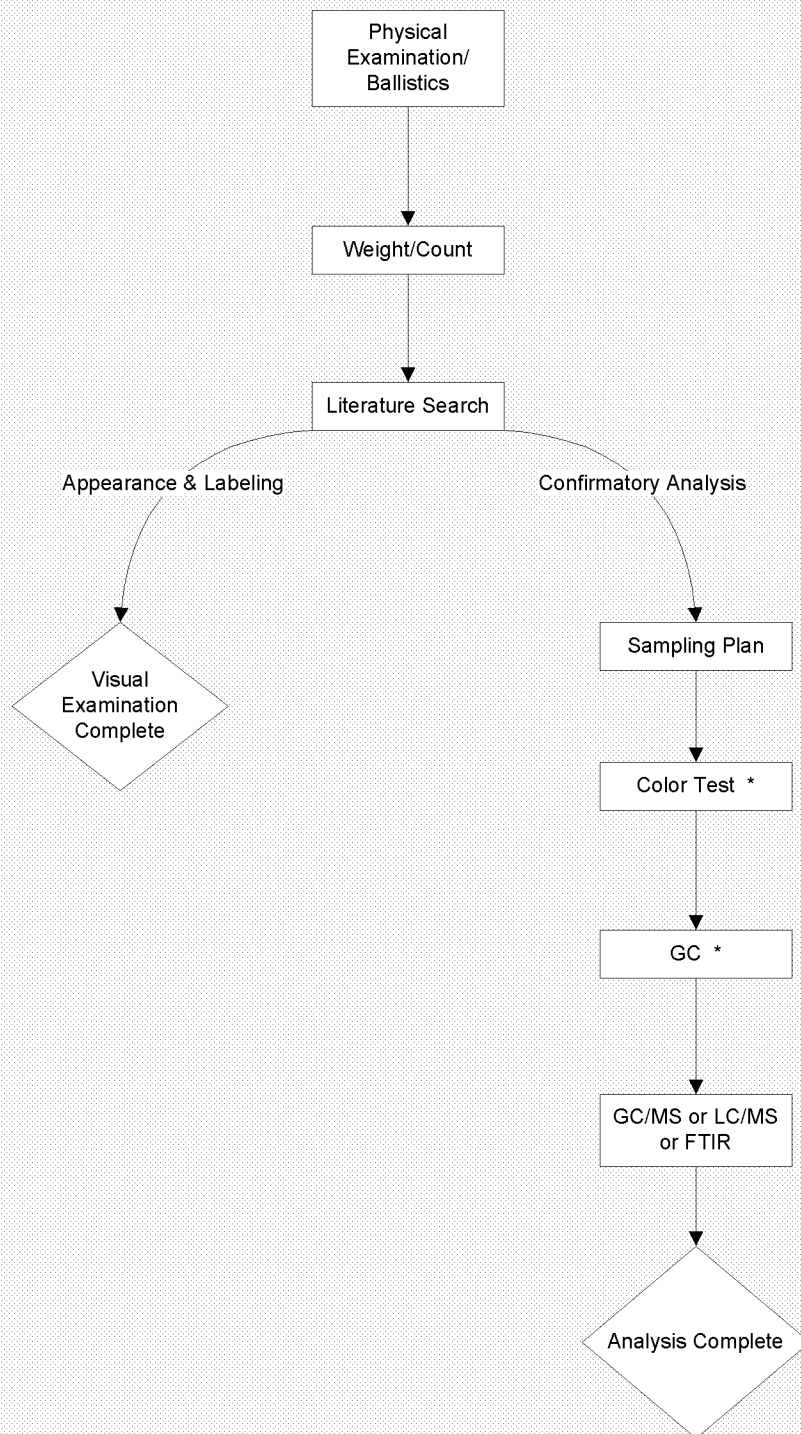 Physical
Examination/
Ballistics
Weight/Count
Literature Search
Appearance & Labeling
Confirmatory Analysis
Visual
Examination
Complete
Sampling Plan
Color Test *
GC *
GC/MS or LC/MS
or FTIR
Analysis Complete